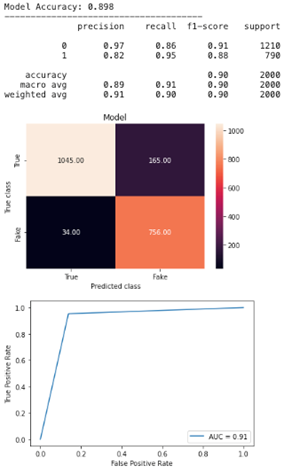 Model Accuracy: 0.898
precision recall f1-score support
0 0.97 0.86 0.91 1210
1 0.82 0.95 0.88 790
accuracy 0.90 2000
macro avg 0.89 0.91 0.90 2000
weighted avg 0.91 0.90 0.90 2000
Model
True class
True
Fake
1045.00 165.00
34.00 756.00
1000
800
600
400
200
True Fake
Predicted class
True Positive Rate
1.0
0.8
0.6
0.4
0.2
0.0
AUC = 0.91
0.0 0.2 0.4 0.6 0.8 1.0
False Positive Rate